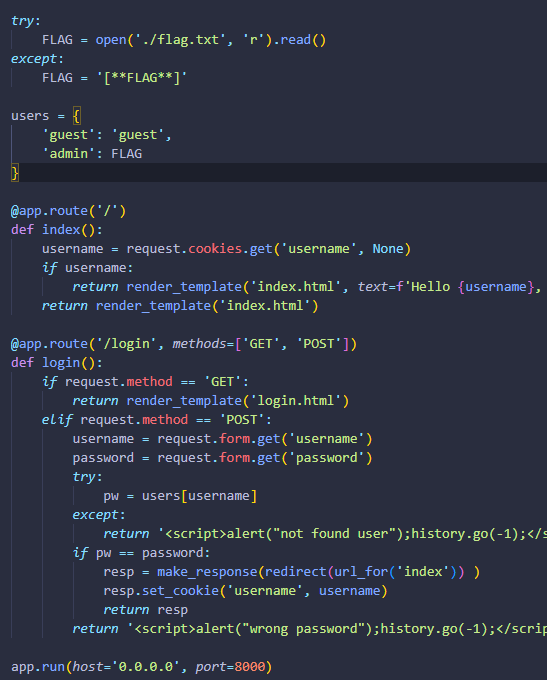 try:
    FLAG = open('./flag.txt', 'r').read()
except:
    FLAG = '[**FLAG**]'

users = {
    'guest': 'guest',
    'admin': FLAG
}

@app.route('/')
def index():
    username = request.cookies.get('username', None)
    if username:
        return render_template('index.html', text=f'Hello {username},
    return render_template('index.html')

@app.route('/login', methods=['GET', 'POST'])
def login():
    if request.method == 'GET':
        return render_template('login.html')
    elif request.method == 'POST':
        username = request.form.get('username')
        password = request.form.get('password')
        try:
            pw = users[username]
        except:
            return '<script>alert("not found user");history.go(-1);</s
        if pw == password:
            resp = make_response(redirect(url_for('index')) )
            resp.set_cookie('username', username)
            return resp
        return '<script>alert("wrong password");history.go(-1);</scrip

app.run(host='0.0.0.0', port=8000)